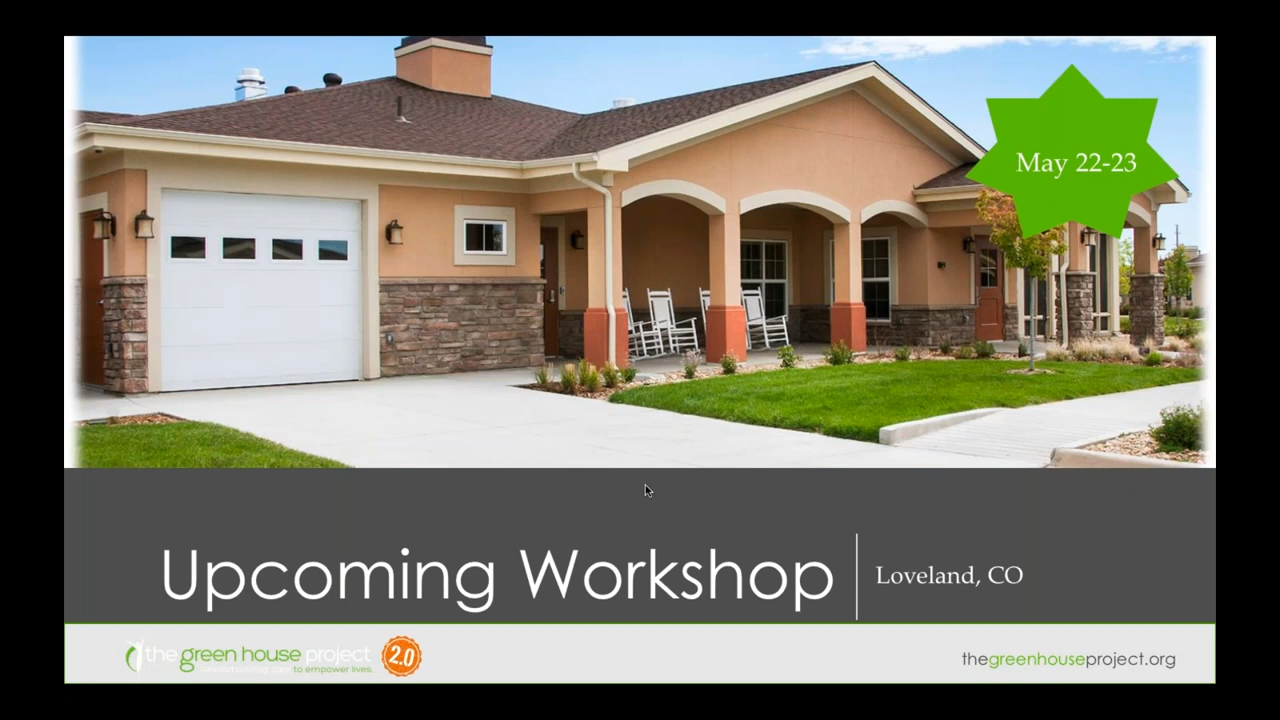 May 22-23
Upcoming Workshop
Loveland, CO
the green house project
to empower lives.
2.0
thegreenhouseproject.org